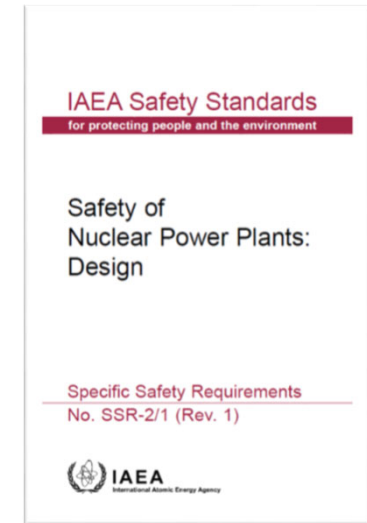 IAEA Safety Standards
for protecting people and the environment
Safety of
Nuclear Power Plants:
Design
Specific Safety Requirements
No. SSR-2/1 (Rev. 1)
IAEA
International Atomic Energy Agency